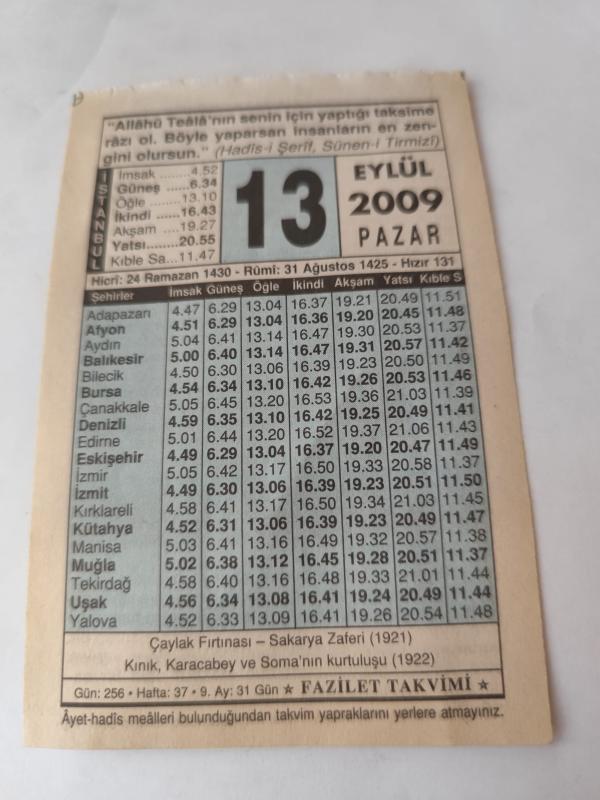 "Allâhü Teâlâ'nın senin için yaptığı taksime
râzı ol. Böyle yaparsan insanların en zen-
gini olursun." (Hadîs-i Şerîf, Sünen-i Tirmizî)
İSTANBUL
İmsak ..........4.52
Güneş ......6.34
Öğle ..........13.10
İkindi ......16.43
Akşam ....19.27
Yatsı........20.55
Kıble Sa...11.47
13
EYLÜL
2009
PAZAR
Hicrî: 24 Ramazan 1430 - Rûmî: 31 Ağustos 1425 - Hızır 131
Şehirler İmsak Güneş Öğle İkindi Akşam Yatsı Kıble S
Adapazarı 4.47 6.29 13.04 16.37 19.21 20.49 11.51
Afyon 4.51 6.29 13.04 16.36 19.20 20.45 11.48
Aydın 5.04 6.41 13.14 16.47 19.30 20.53 11.37
Balıkesir 5.00 6.40 13.14 16.47 19.31 20.57 11.42
Bilecik 4.50 6.30 13.06 16.39 19.23 20.50 11.49
Bursa 4.54 6.34 13.10 16.42 19.26 20.53 11.46
Çanakkale 5.05 6.45 13.20 16.53 19.36 21.03 11.39
Denizli 4.59 6.35 13.10 16.42 19.25 20.49 11.41
Edirne 5.01 6.44 13.20 16.52 19.37 21.06 11.43
Eskişehir 4.49 6.29 13.04 16.37 19.20 20.47 11.49
İzmir 5.05 6.42 13.17 16.50 19.33 20.58 11.37
İzmit 4.49 6.30 13.06 16.39 19.23 20.51 11.50
Kırklareli 4.58 6.41 13.17 16.50 19.34 21.03 11.45
Kütahya 4.52 6.31 13.06 16.39 19.23 20.49 11.47
Manisa 5.03 6.41 13.16 16.49 19.32 20.57 11.38
Muğla 5.02 6.38 13.12 16.45 19.28 20.51 11.37
Tekirdağ 4.58 6.40 13.16 16.48 19.33 21.01 11.44
Uşak 4.56 6.34 13.08 16.41 19.24 20.49 11.44
Yalova 4.52 6.33 13.09 16.41 19.26 20.54 11.48
Çaylak Fırtınası – Sakarya Zaferi (1921)
Kınık, Karacabey ve Soma'nın kurtuluşu (1922)
Gün: 256 • Hafta: 37 • 9. Ay: 31 Gün ★ FAZİLET TAKVİMİ ★
Âyet-hadîs meâlleri bulunduğundan takvim yapraklarını yerlere atmayınız.